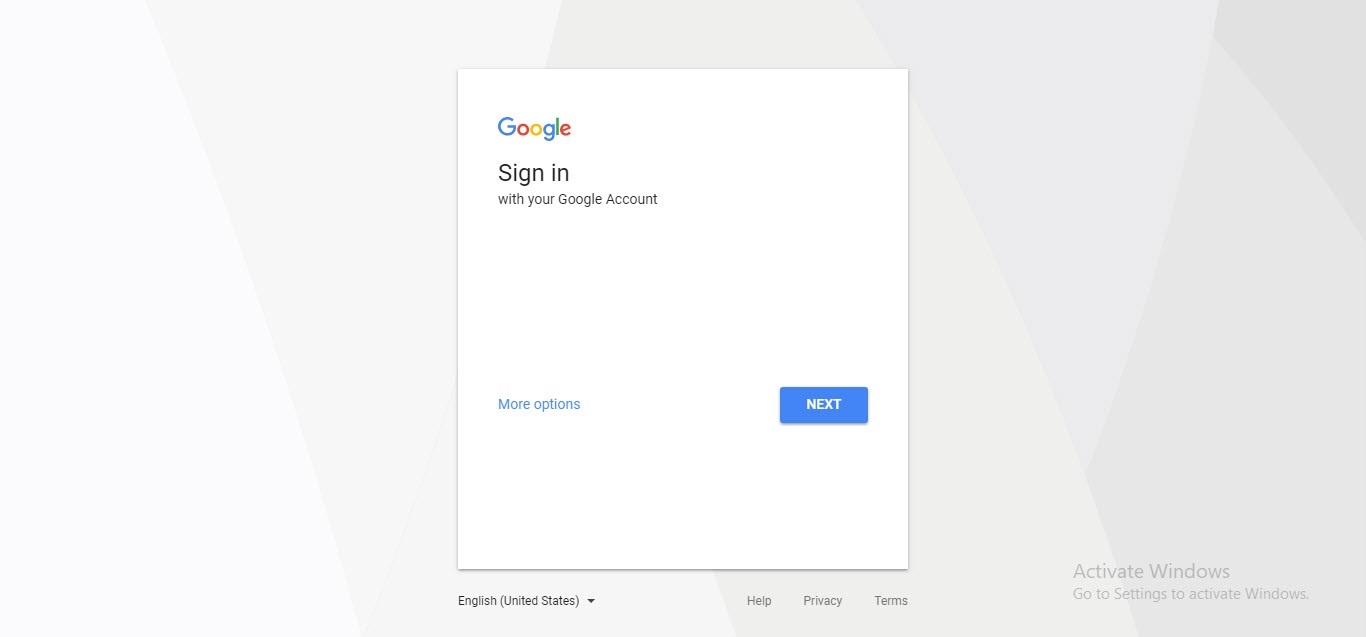 Google
Sign in
with your Google Account
More options
NEXT
English (United States)
Help
Privacy
Terms
Activate Windows
Go to Settings to activate Windows.